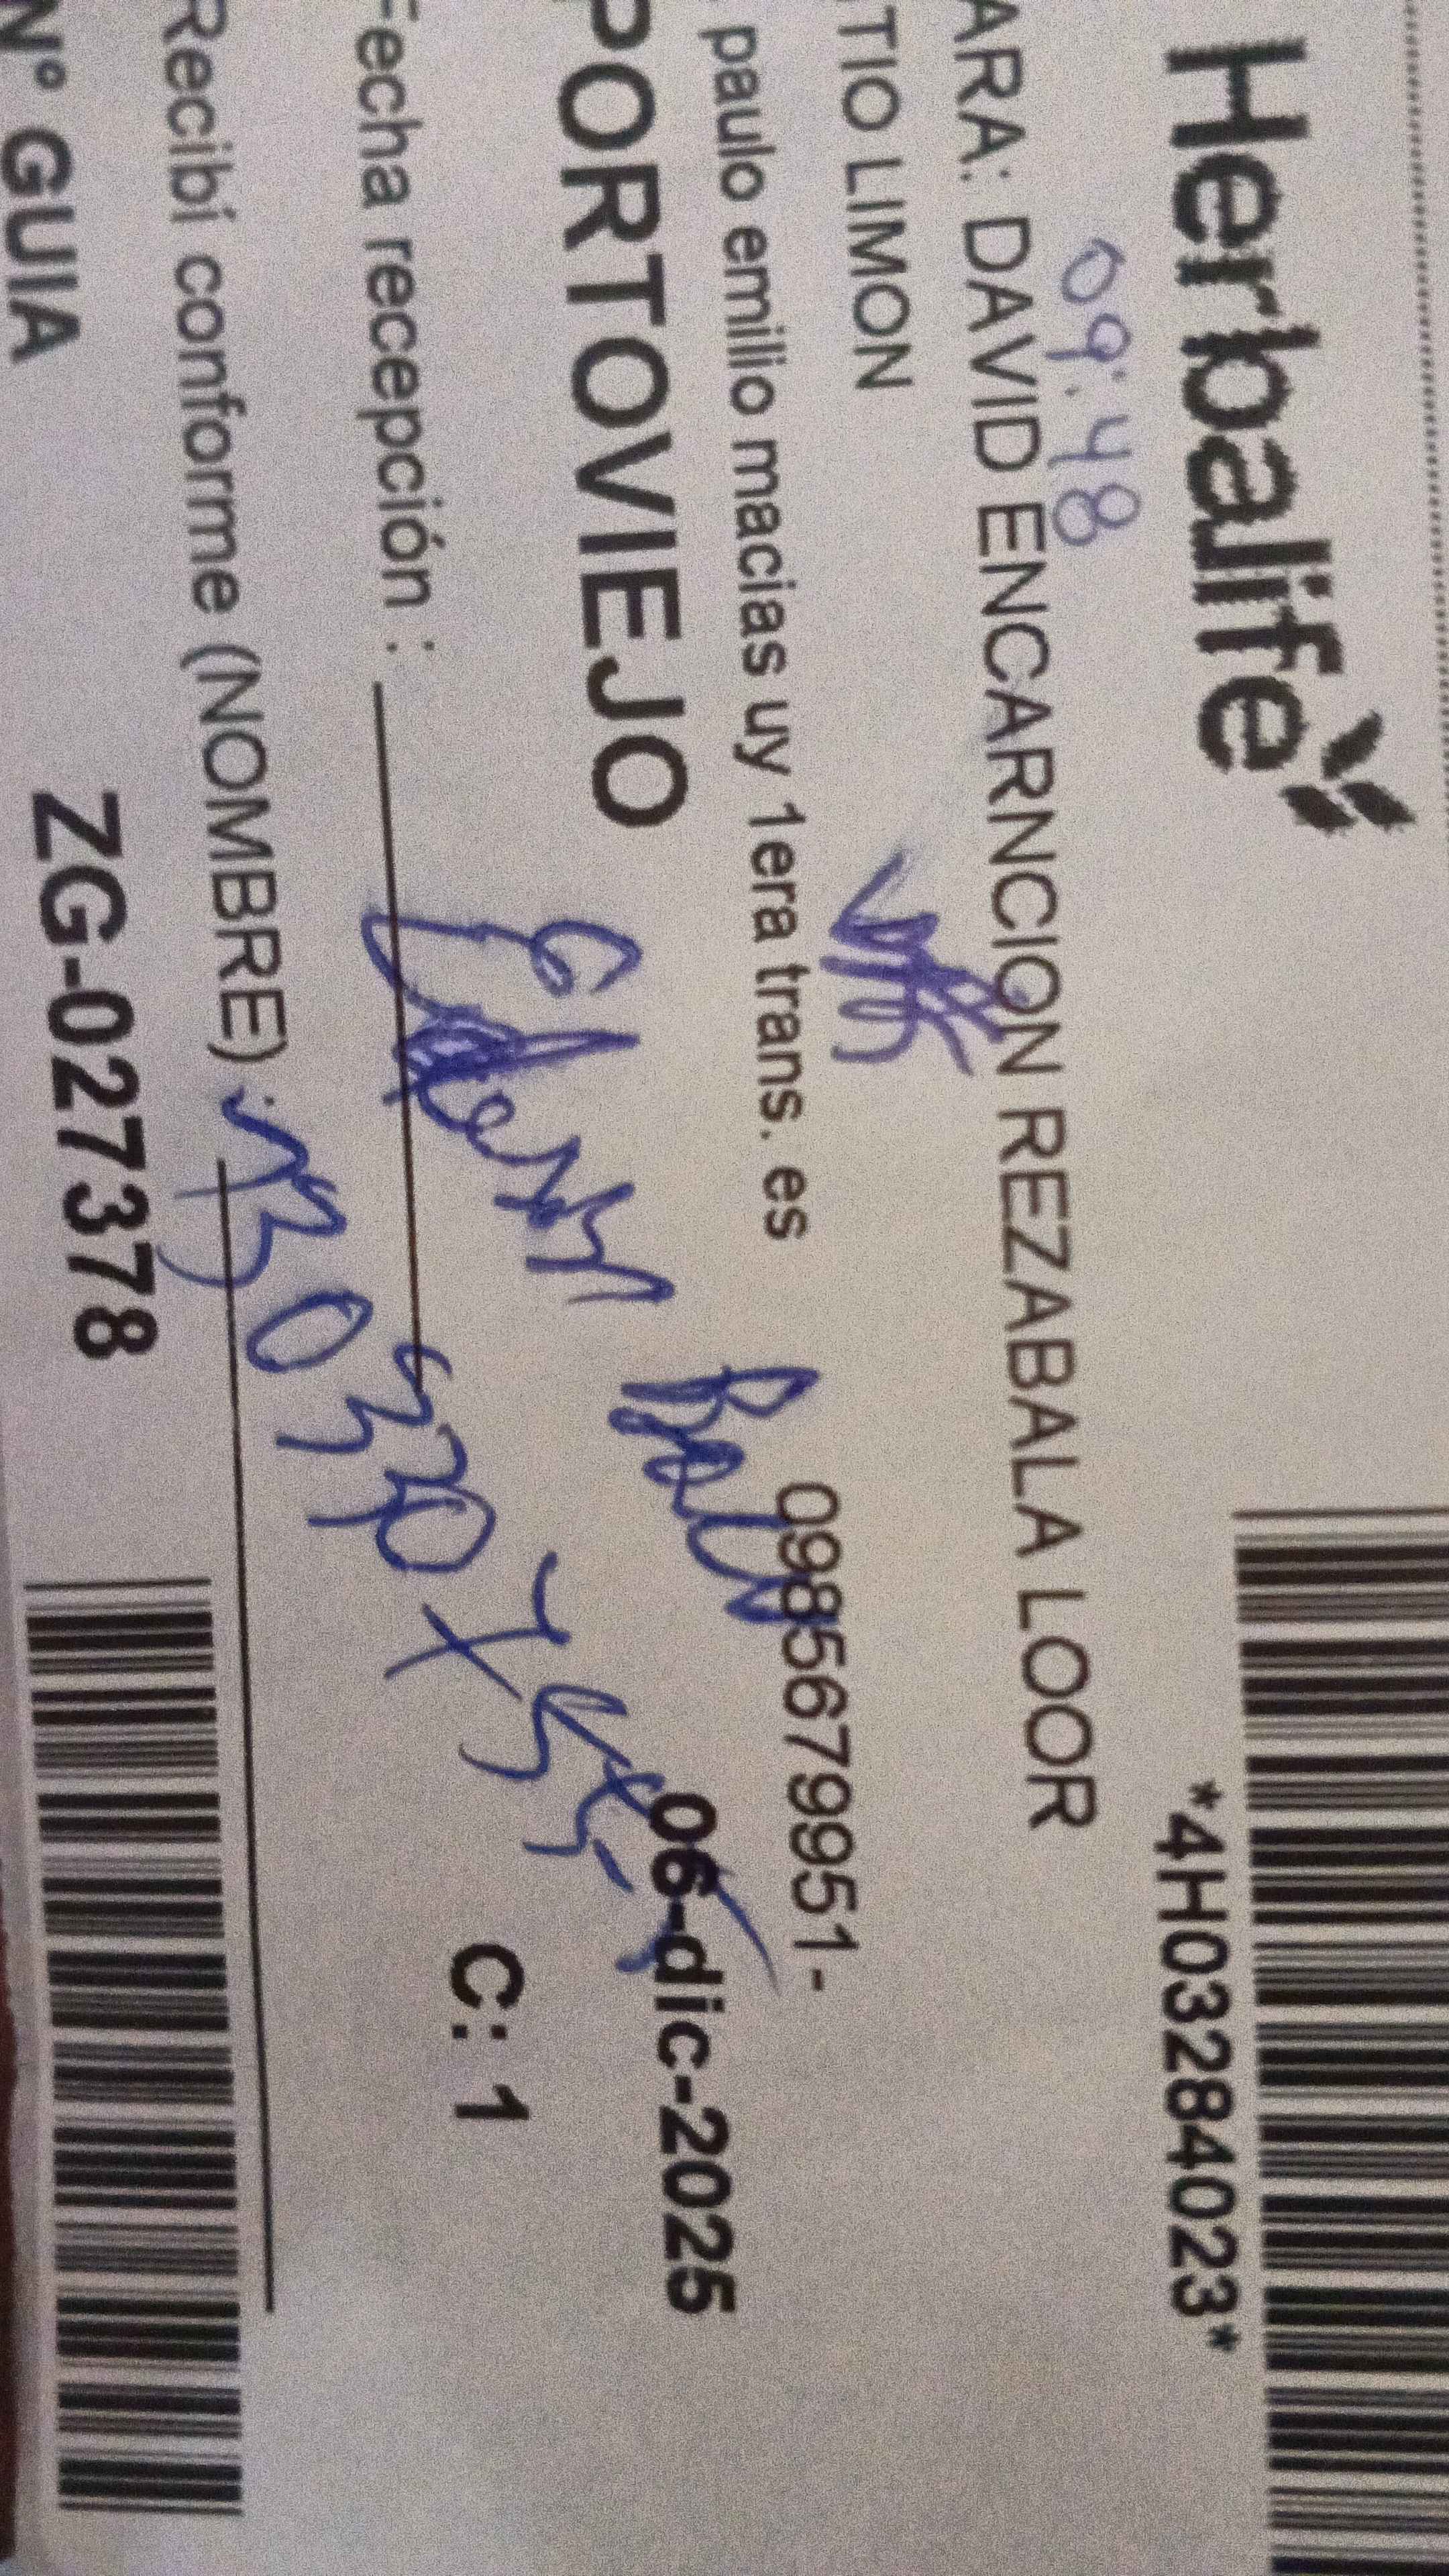 Herbalife
*4H03284023*
09:48
ARA: DAVID ENCARNCION REZABALA LOOR
TIO LIMON
paulo emilio macias uy 1era trans. es
0985679951-
PORTOVIEJO
06-dic-2025
Fecha recepción :
C: 1
Recibí conforme (NOMBRE) :
N° GUIA
ZG-027378